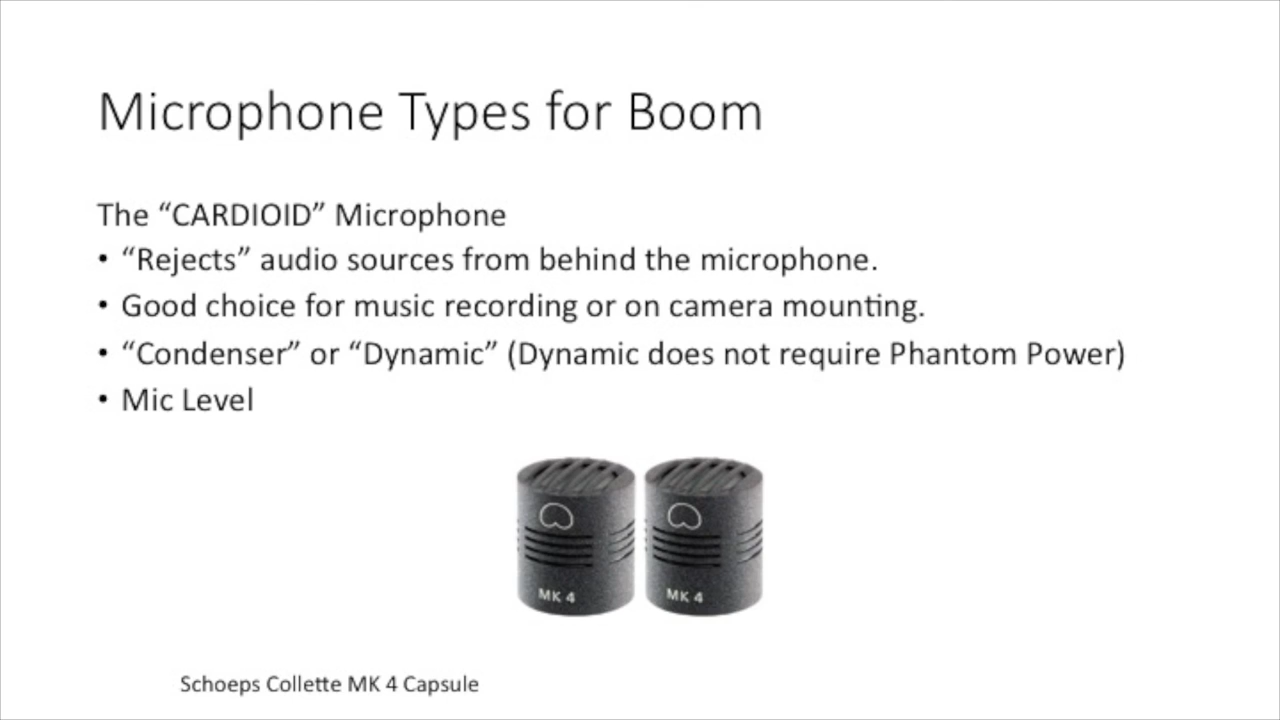 Microphone Types for Boom
The “CARDIOID” Microphone
• “Rejects” audio sources from behind the microphone.
• Good choice for music recording or on camera mounting.
• “Condenser” or “Dynamic” (Dynamic does not require Phantom Power)
• Mic Level
MK 4 MK 4
Schoeps Collette MK 4 Capsule